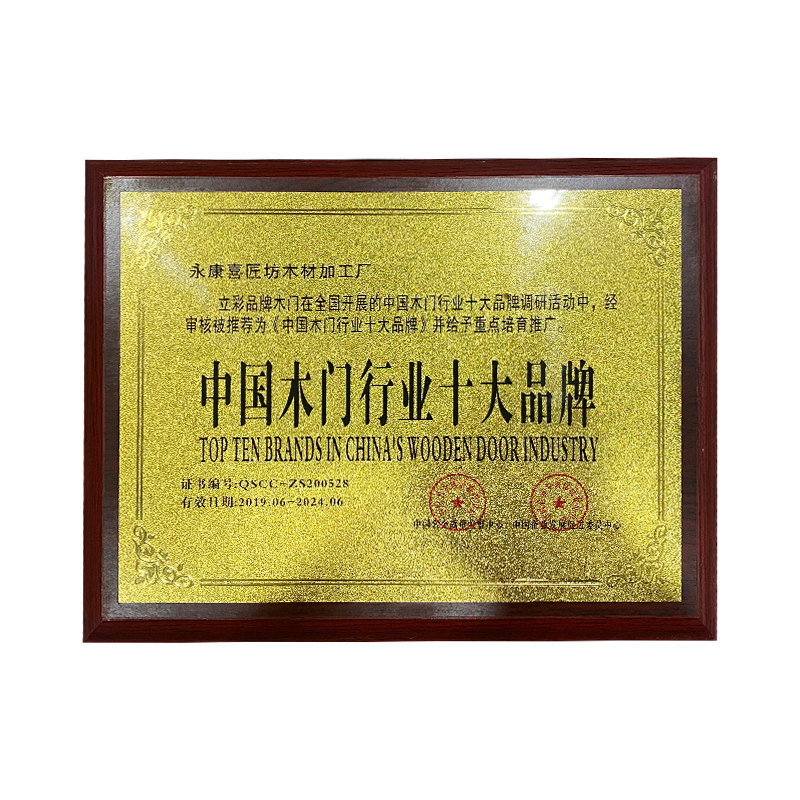 永康喜匠坊木材加工厂
立彩品牌木门在全国开展的中国木门行业十大品牌调研活动中，经
审核被推荐为《中国木门行业十大品牌》并给予重点培育推广。
中国木门行业十大品牌
TOP TEN BRANDS IN CHINA'S WOODEN DOOR INDUSTRY
证书编号:QSCC-ZS200528
有效日期:2019.06-2024.06